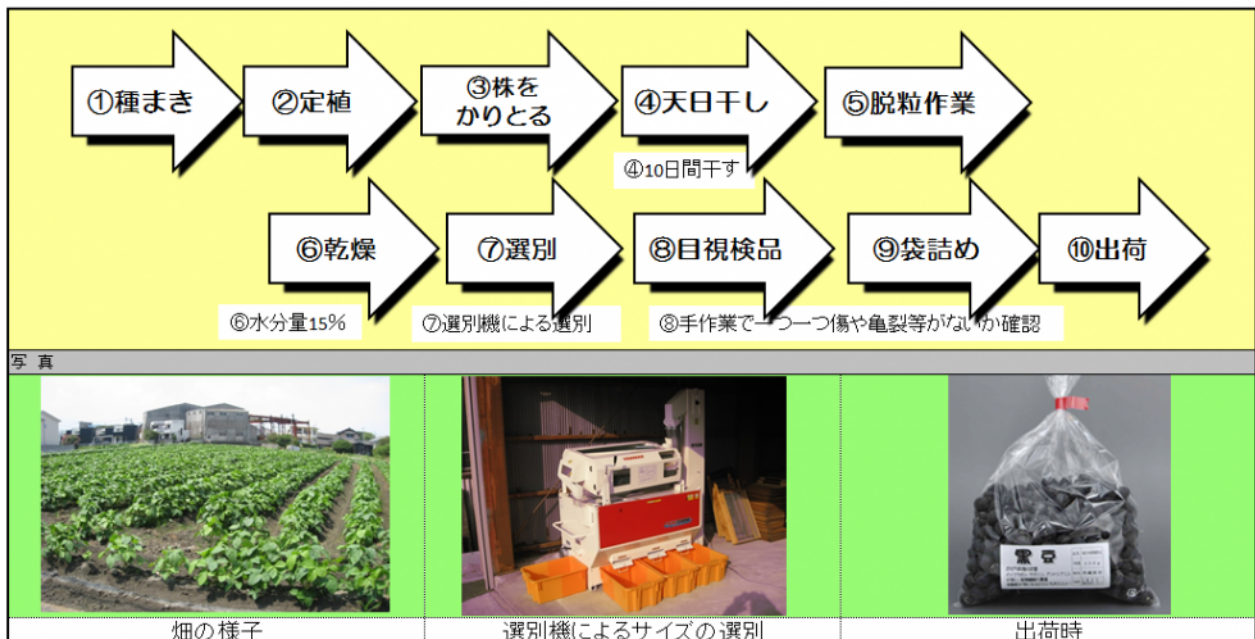 ①種まき
②定植
③株を
かりとる
④天日干し
⑤脱粒作業
④10日間干す
⑥乾燥
⑦選別
⑧目視検品
⑨袋詰め
⑩出荷
⑥水分量15%
⑦選別機による選別
⑧手作業で一つ一つ傷や亀裂等がないか確認
写 真
黒 豆
畑の様子
選別機によるサイズの選別
出荷時